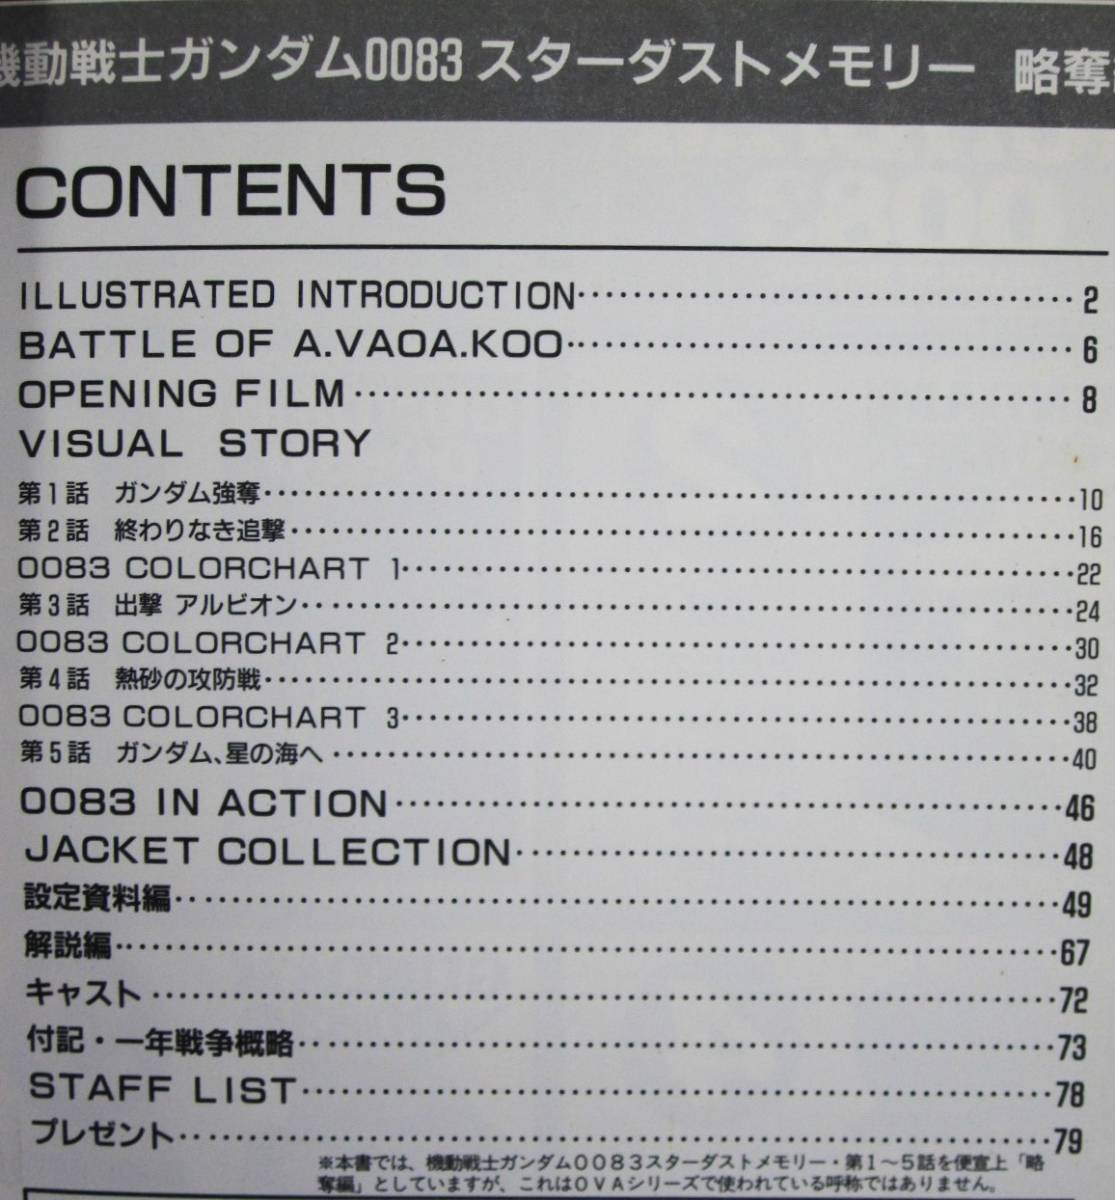 機動戦士ガンダム0083 スターダストメモリー 略奪編
CONTENTS
ILLUSTRATED INTRODUCTION 2
BATTLE OF A.VAOA.KOO 6
OPENING FILM 8
VISUAL STORY
第1話 ガンダム強奪 10
第2話 終わりなき追撃 16
0083 COLORCHART 1 22
第3話 出撃 アルビオン 24
0083 COLORCHART 2 30
第4話 熱砂の攻防戦 32
0083 COLORCHART 3 38
第5話 ガンダム、星の海へ 40
0083 IN ACTION 46
JACKET COLLECTION 48
設定資料編 49
解説編 67
キャスト 72
付記・一年戦争概略 73
STAFF LIST 78
プレゼント 79
※本書では、機動戦士ガンダム0083スターダストメモリー・第1〜5話を便宜上「略
奪編」としていますが、これはOVAシリーズで使われている呼称ではありません。